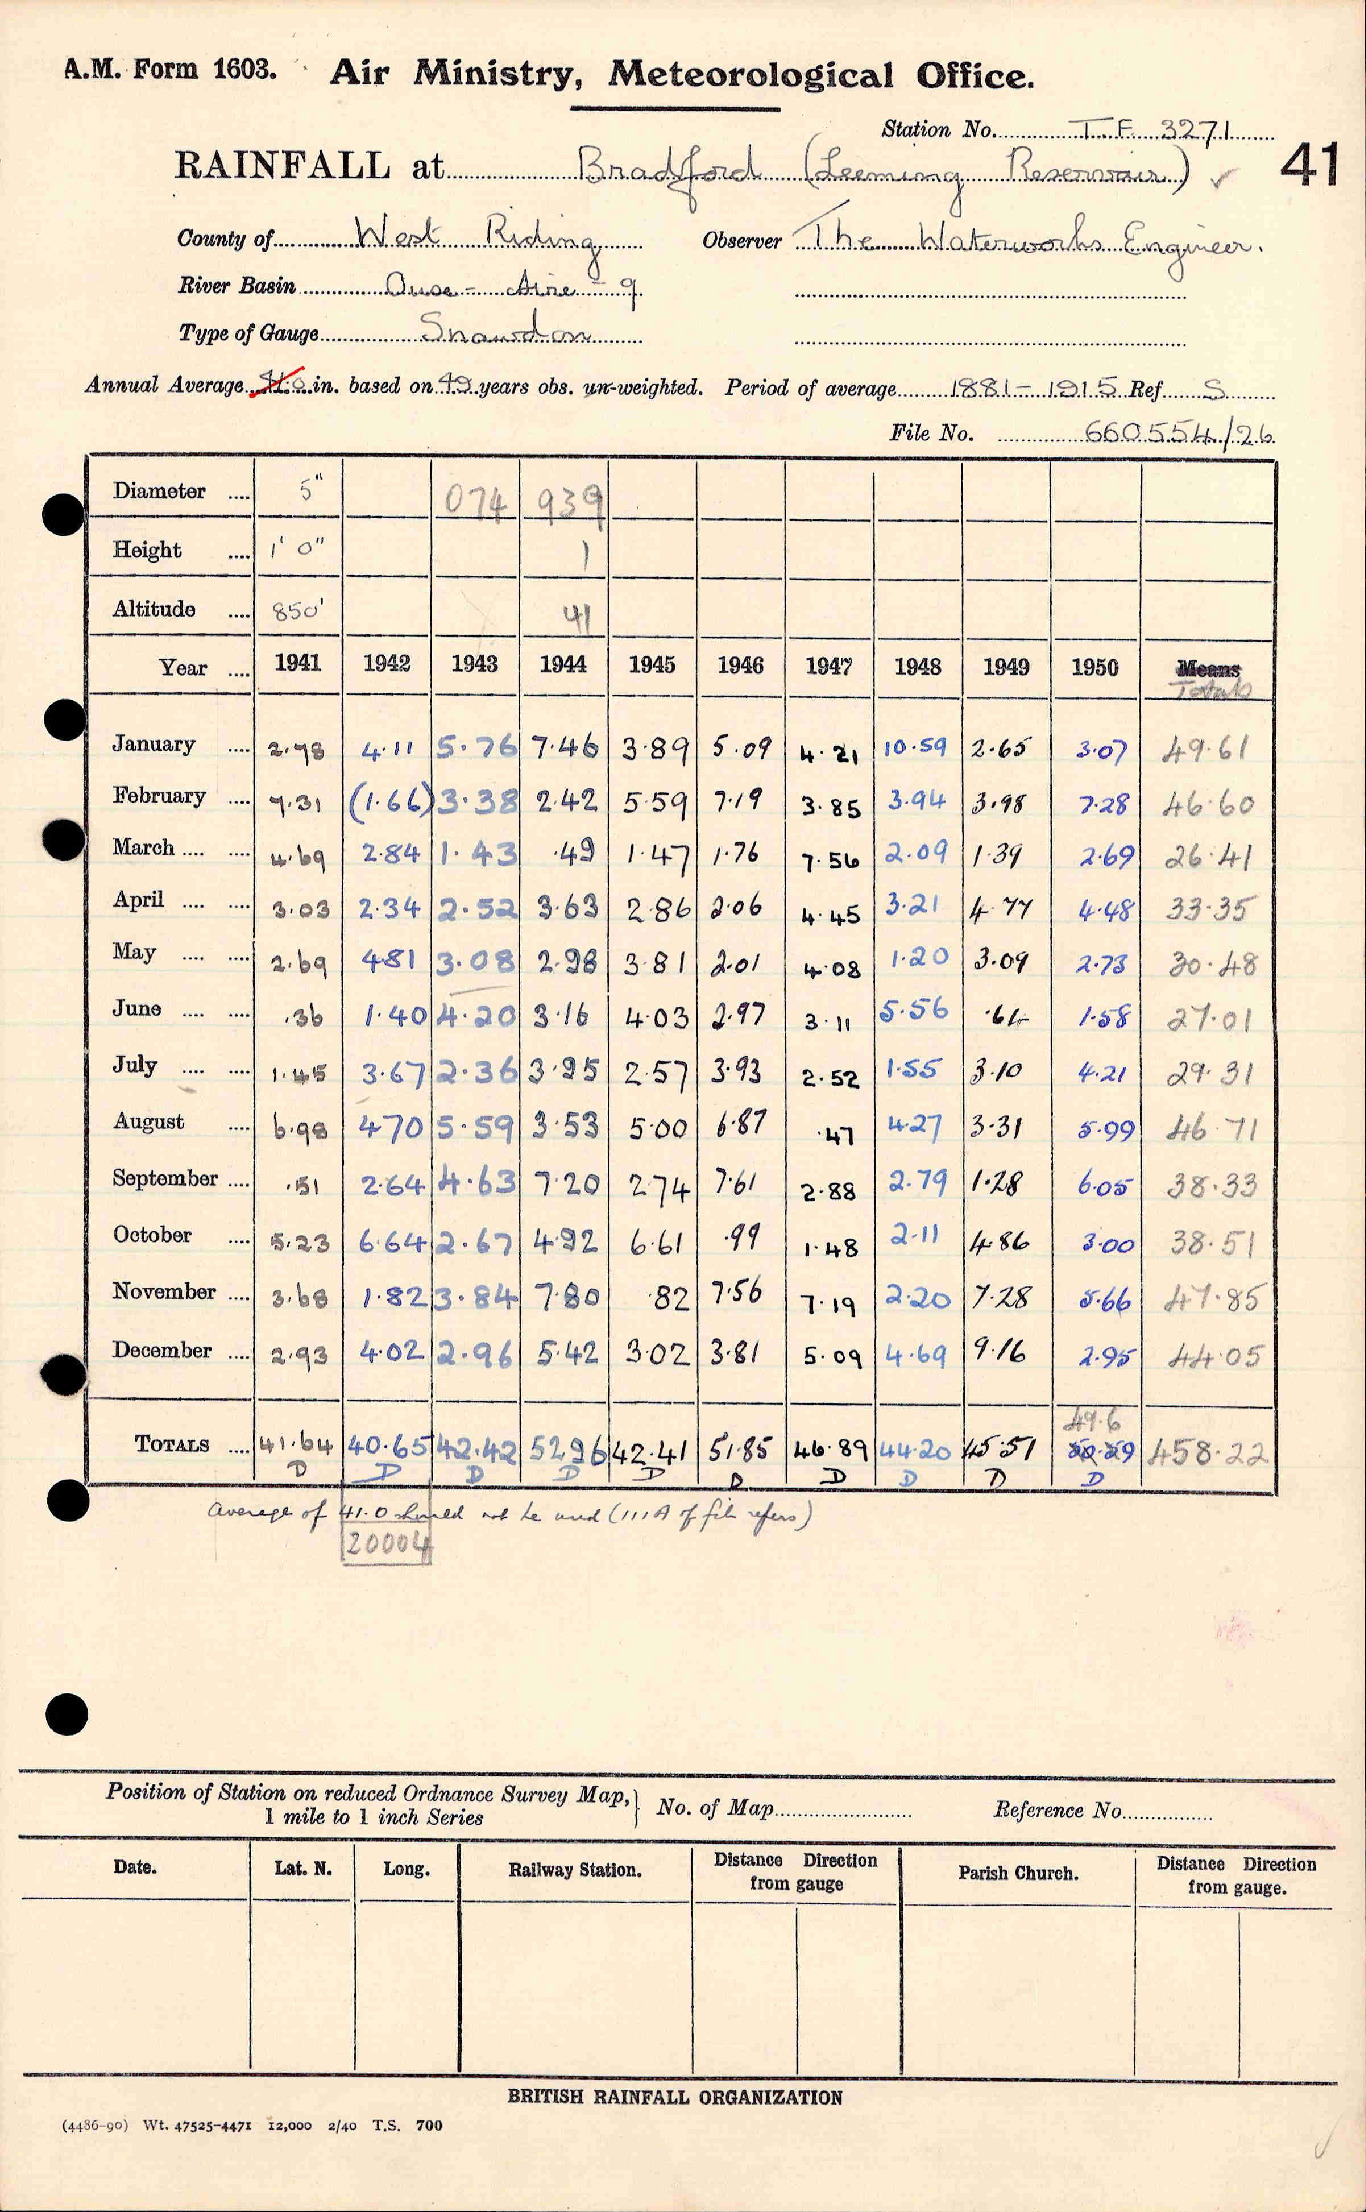 A.M. Form 1603. Air Ministry, Meteorological Office.
Station No. T.F. 3271
41
RAINFALL at Bradford (Leeming Reservoir) ✓
County of West Riding Observer The Waterworks Engineer.
River Basin Ouse - Aire - 9
Type of Gauge Snowdon
Annual Average 41.0 in. based on 49 years obs. un-weighted. Period of average 1881-1915 Ref. S
File No. 660554/26
Diameter .... 5" 074 939
Height .... 1' 0" 1
Altitude .... 850' 41
Year .... 1941 1942 1943 1944 1945 1946 1947 1948 1949 1950 Means Totals
January .... 2.78 4.11 5.76 7.46 3.89 5.09 4.21 10.59 2.65 3.07 49.61
February .... 7.31 (1.66) 3.38 2.42 5.59 7.19 3.85 3.94 3.98 7.28 46.60
March .... .... 4.69 2.84 1.43 .49 1.47 1.76 7.56 2.09 1.39 2.69 26.41
April .... .... 3.03 2.34 2.52 3.63 2.86 2.06 4.45 3.21 4.77 4.48 33.35
May .... .... 2.69 4.81 3.08 2.98 3.81 2.01 4.08 1.20 3.09 2.73 30.48
June .... .... .36 1.40 4.20 3.16 4.03 2.97 3.11 5.56 .64 1.58 27.01
July .... .... 1.45 3.67 2.36 3.95 2.57 3.93 2.52 1.55 3.10 4.21 29.31
August .... 6.98 4.70 5.59 3.53 5.00 6.87 .47 4.27 3.31 5.99 46.71
September .... .51 2.64 4.63 7.20 2.74 7.61 2.88 2.79 1.28 6.05 38.33
October .... 5.23 6.64 2.67 4.92 6.61 .99 1.48 2.11 4.86 3.00 38.51
November .... 3.68 1.82 3.84 7.80 .82 7.56 7.19 2.20 7.28 5.66 47.85
December .... 2.93 4.02 2.96 5.42 3.02 3.81 5.09 4.69 9.16 2.95 44.05
49.6
TOTALS .... 41.64 40.65 42.42 52.96 42.41 51.85 46.89 44.20 45.51 50.29 458.22
D D D D D D D D D D
Average of 41.0 should not be used (111A of file refers)
20004
Position of Station on reduced Ordnance Survey Map,
1 mile to 1 inch Series
No. of Map Reference No.
Date. Lat. N. Long. Railway Station. Distance Direction from gauge Parish Church. Distance Direction from gauge.
BRITISH RAINFALL ORGANIZATION
(4486-90) Wt. 47525-4471 12,000 2/40 T.S. 700